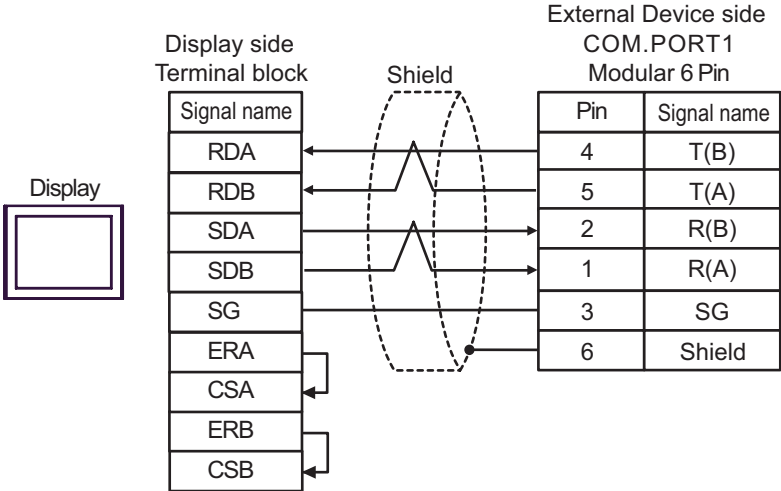 External Device side
Display side COM.PORT1
Terminal block Shield Modular 6 Pin
Signal name Pin Signal name
RDA 4 T(B)
Display RDB 5 T(A)
SDA 2 R(B)
SDB 1 R(A)
SG 3 SG
ERA 6 Shield
CSA
ERB
CSB